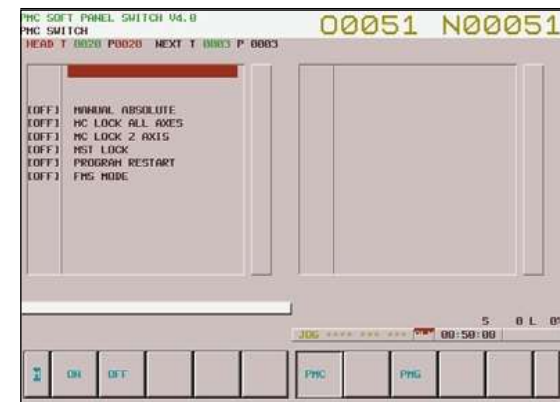 PMC SOFT PANEL SWITCH V4.0
PMC SWITCH
O0051 N00051
HEAD T 0020 P0020 NEXT T 0003 P 0003
[OFF] MANUAL ABSOLUTE
[OFF] MC LOCK ALL AXES
[OFF] MC LOCK Z AXIS
[OFF] MST LOCK
[OFF] PROGRAM RESTART
[OFF] FMS MODE
S 0 L 0%
JOG **** *** *** 00:50:00
ON OFF PMC PMG